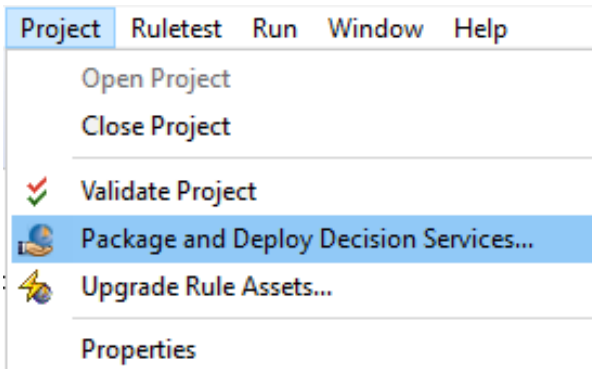 Project Ruletest Run Window Help
Open Project
Close Project
Validate Project
Package and Deploy Decision Services...
Upgrade Rule Assets...
Properties